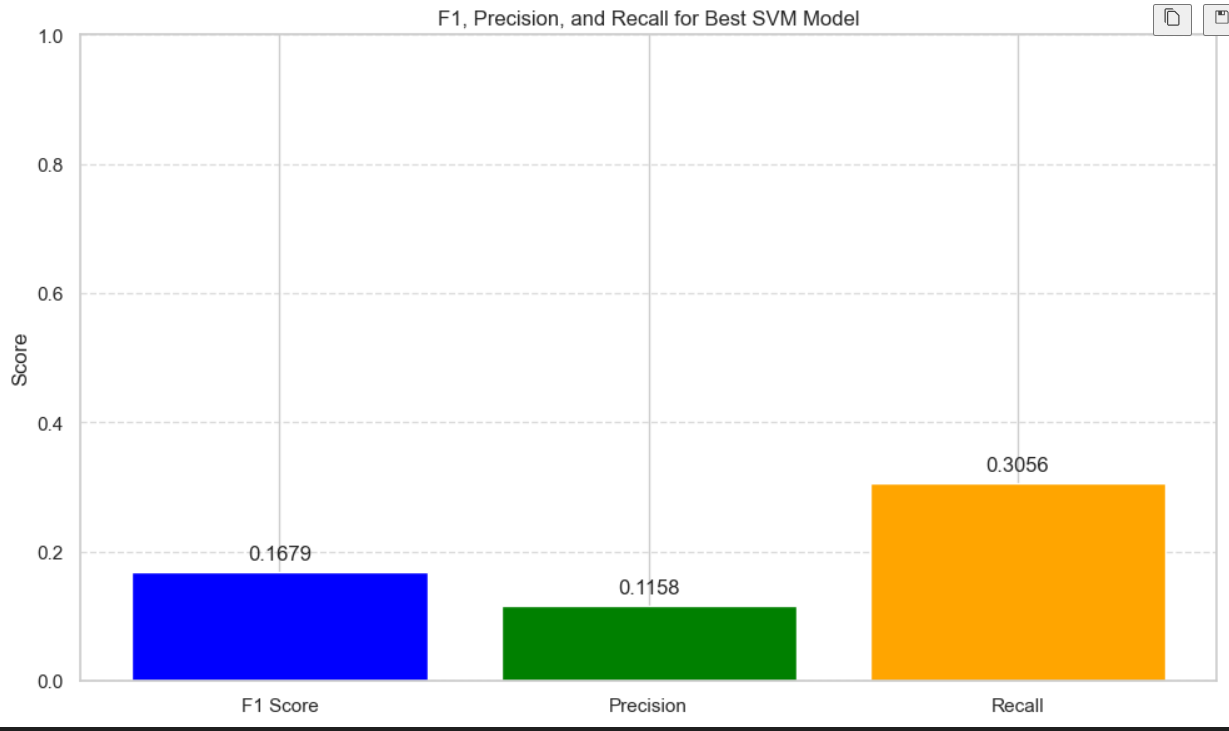 F1, Precision, and Recall for Best SVM Model
1.0
0.8
0.6
0.4
0.2
0.0
Score
0.1679
0.1158
0.3056
F1 Score
Precision
Recall